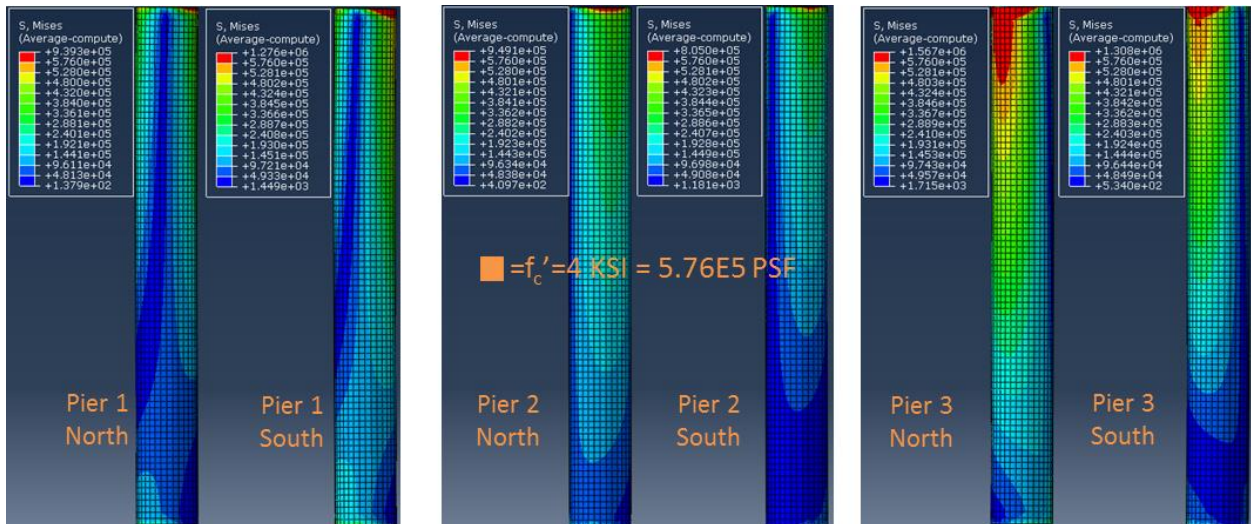 S, Mises
(Average-compute)
+9.393e+05
+5.760e+05
+5.280e+05
+4.800e+05
+4.320e+05
+3.840e+05
+3.361e+05
+2.881e+05
+2.401e+05
+1.921e+05
+1.441e+05
+9.611e+04
+4.813e+04
+1.379e+02
Pier 1
North
S, Mises
(Average-compute)
+1.276e+06
+5.760e+05
+5.281e+05
+4.802e+05
+4.324e+05
+3.845e+05
+3.366e+05
+2.887e+05
+2.408e+05
+1.930e+05
+1.451e+05
+9.721e+04
+4.933e+04
+1.449e+03
Pier 1
South
S, Mises
(Average-compute)
+9.491e+05
+5.760e+05
+5.280e+05
+4.801e+05
+4.321e+05
+3.841e+05
+3.362e+05
+2.882e+05
+2.402e+05
+1.923e+05
+1.443e+05
+9.634e+04
+4.838e+04
+4.097e+02
Pier 2
North
S, Mises
(Average-compute)
+8.050e+05
+5.760e+05
+5.281e+05
+4.802e+05
+4.323e+05
+3.844e+05
+3.365e+05
+2.886e+05
+2.407e+05
+1.928e+05
+1.449e+05
+9.698e+04
+4.908e+04
+1.181e+03
Pier 2
South
=fc’=4 KSI = 5.76E5 PSF
S, Mises
(Average-compute)
+1.567e+06
+5.760e+05
+5.281e+05
+4.803e+05
+4.324e+05
+3.846e+05
+3.367e+05
+2.889e+05
+2.410e+05
+1.931e+05
+1.453e+05
+9.743e+04
+4.957e+04
+1.715e+03
Pier 3
North
S, Mises
(Average-compute)
+1.308e+06
+5.760e+05
+5.280e+05
+4.801e+05
+4.321e+05
+3.842e+05
+3.362e+05
+2.883e+05
+2.403e+05
+1.924e+05
+1.444e+05
+9.644e+04
+4.849e+04
+5.340e+02
Pier 3
South